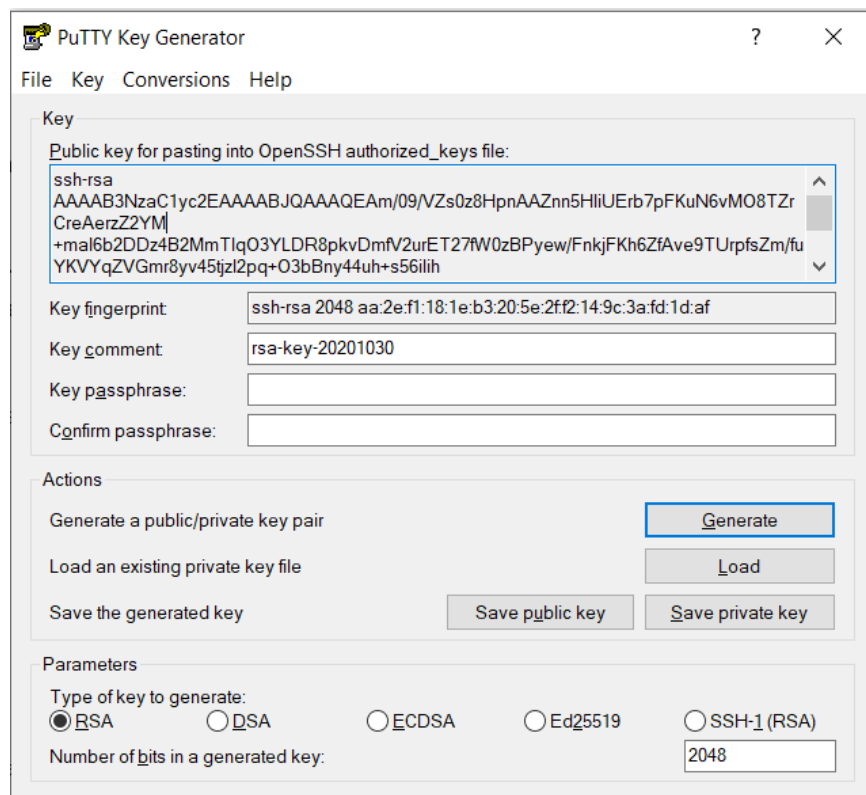 PuTTY Key Generator
?
File Key Conversions Help
Key
Public key for pasting into OpenSSH authorized_keys file:
ssh-rsa
AAAAB3NzaC1yc2EAAAABJQAAAQEAm/09/VZs0z8HpnAAZnn5HIiUErb7pFKuN6vMO8TZr
CreAerzZ2YM
+mal6b2DDz4B2MmTIqO3YLDR8pkvDmfV2urET27fW0zBPyew/FnkjFKh6ZfAve9TUrpfsZm/fu
YKVYqZVGmr8yv45tjzl2pq+O3bBny44uh+s56ilih
Key fingerprint: ssh-rsa 2048 aa:2e:f1:18:1e:b3:20:5e:2f:f2:14:9c:3a:fd:1d:af
Key comment: rsa-key-20201030
Key passphrase:
Confirm passphrase:
Actions
Generate a public/private key pair Generate
Load an existing private key file Load
Save the generated key Save public key Save private key
Parameters
Type of key to generate:
RSA DSA ECDSA Ed25519 SSH-1 (RSA)
Number of bits in a generated key: 2048